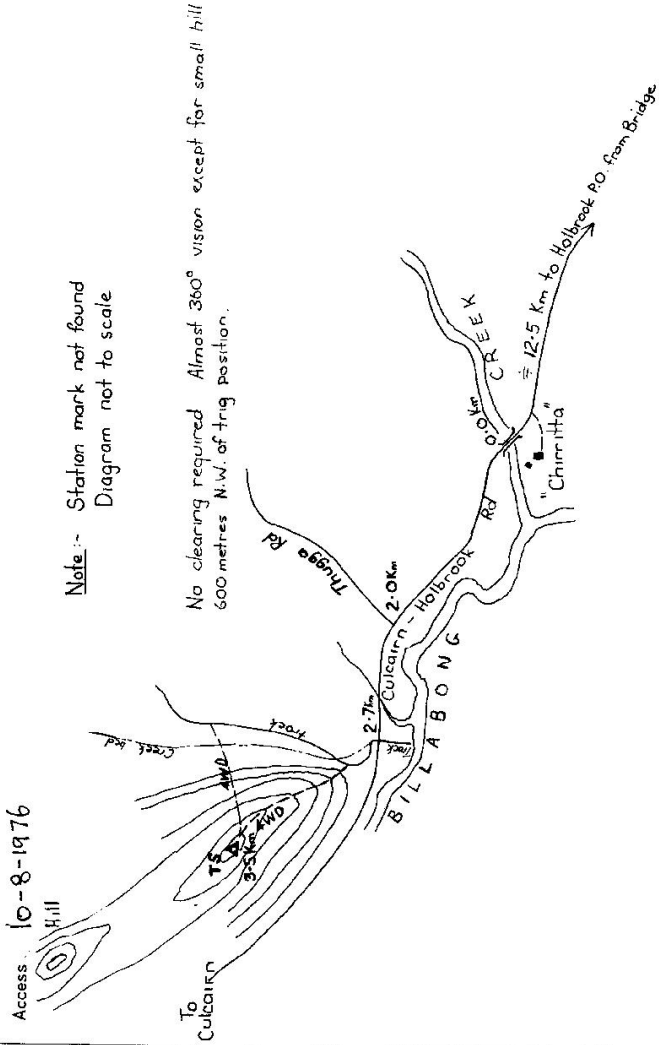 Access 10-8-1976
Hill
Note:- Station mark not found
Diagram not to scale
No clearing required Almost 360° vision except for small hill
600 metres N.W. of trig position.
To
Culcairn
TS
3.5 Km
4WD
4WD
Creek bed
track
Track
2.7 Km
Thugga Rd
2.0 Km
Culcairn - Holbrook Rd
BILLABONG
CREEK
0.0 Km
"Chirritta"
≑ 12.5 Km to Holbrook P.O. from Bridge